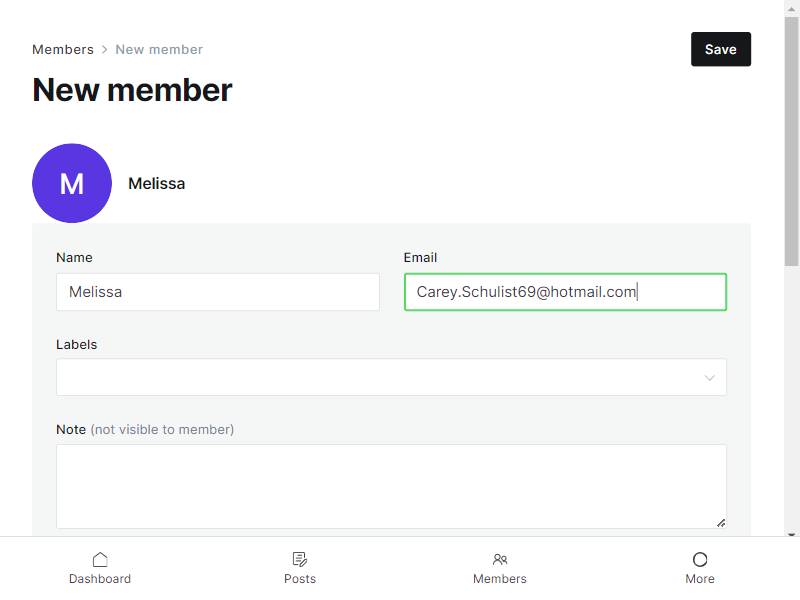 Members > New member
Save
New member
M
Melissa
Name
Email
Melissa
Carey.Schulist69@hotmail.com
Labels
Note (not visible to member)
Dashboard
Posts
Members
More